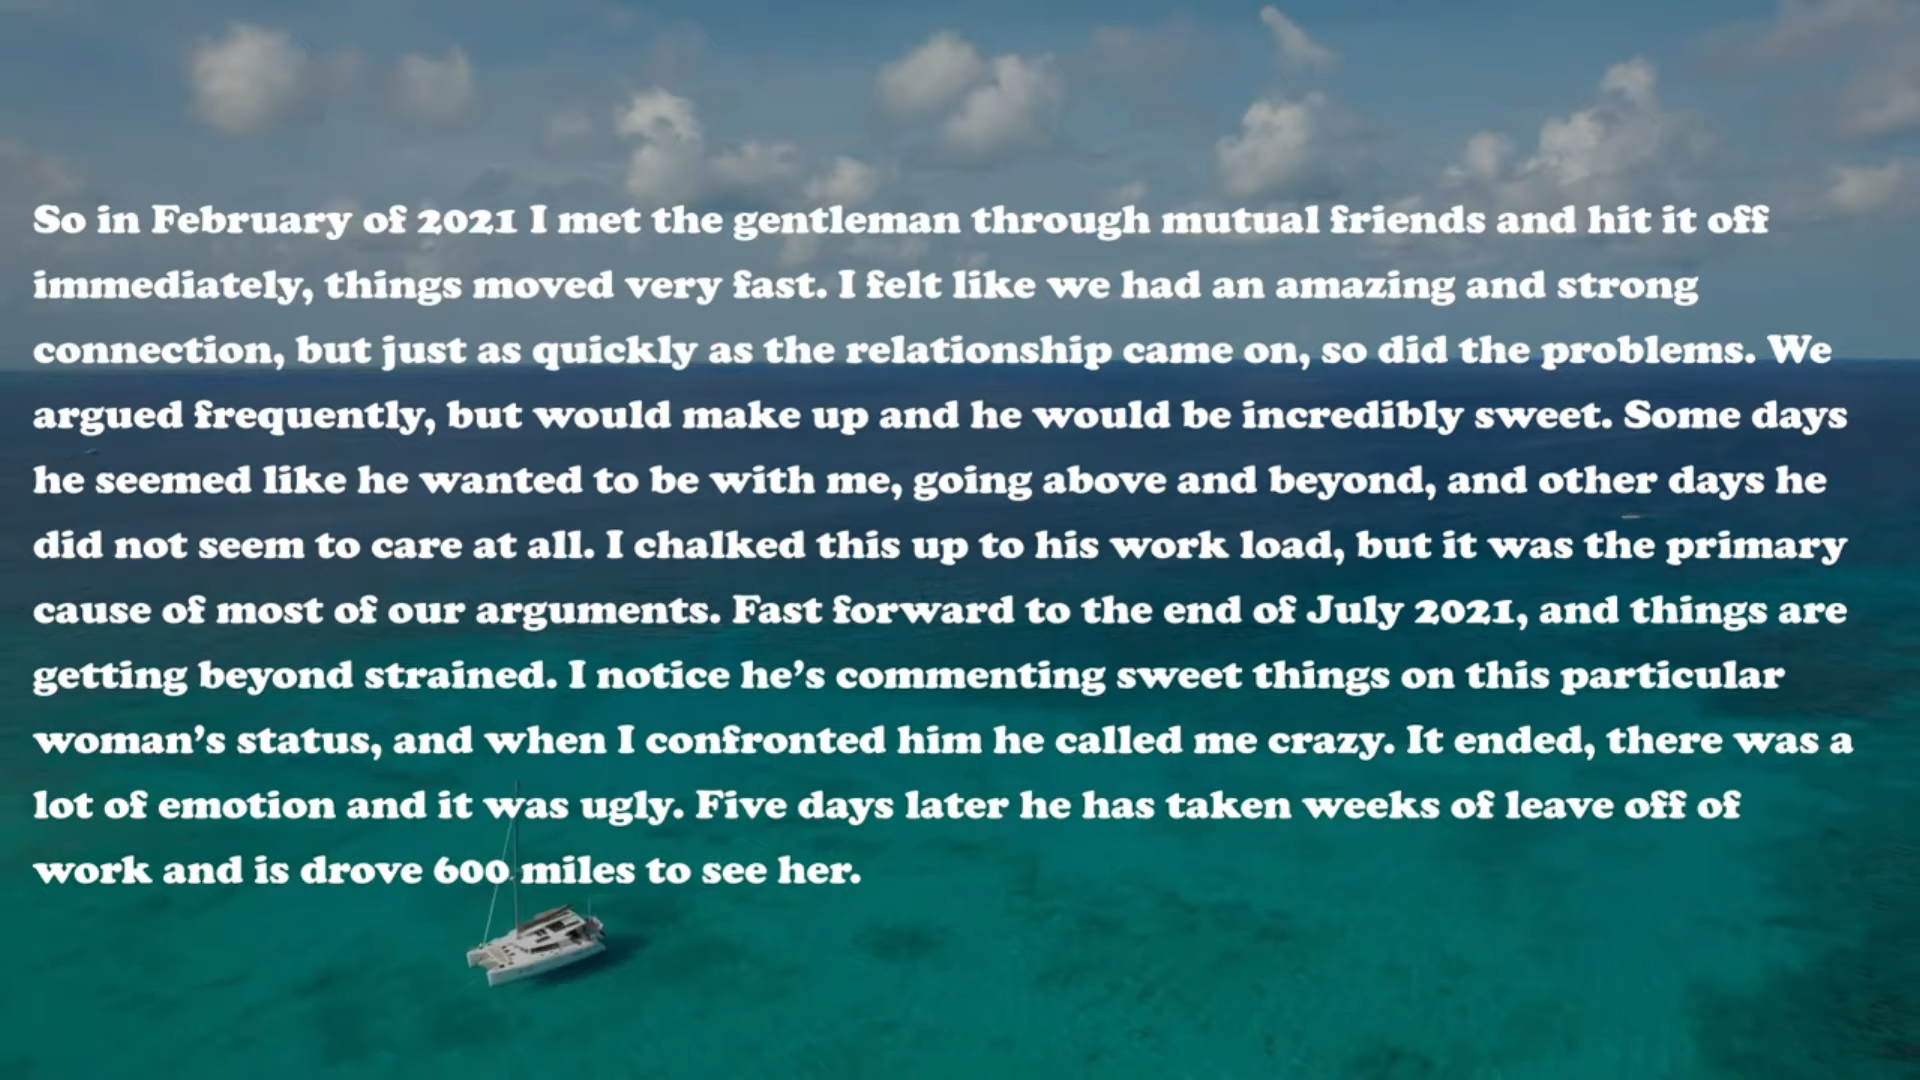 So in February of 2021 I met the gentleman through mutual friends and hit it off
immediately, things moved very fast. I felt like we had an amazing and strong
connection, but just as quickly as the relationship came on, so did the problems. We
argued frequently, but would make up and he would be incredibly sweet. Some days
he seemed like he wanted to be with me, going above and beyond, and other days he
did not seem to care at all. I chalked this up to his work load, but it was the primary
cause of most of our arguments. Fast forward to the end of July 2021, and things are
getting beyond strained. I notice he’s commenting sweet things on this particular
woman’s status, and when I confronted him he called me crazy. It ended, there was a
lot of emotion and it was ugly. Five days later he has taken weeks of leave off of
work and is drove 600 miles to see her.